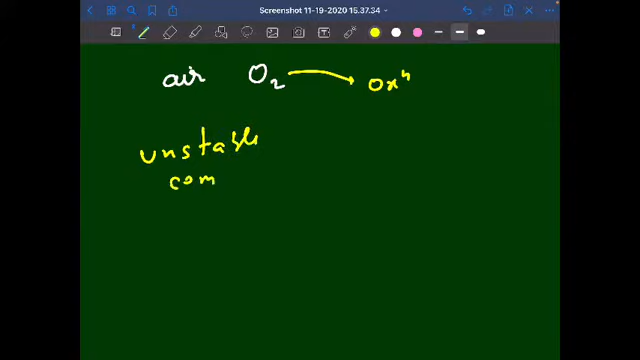 Screenshot 11-19-2020 15.37.34
air O₂ → oxⁿ
unstable
com